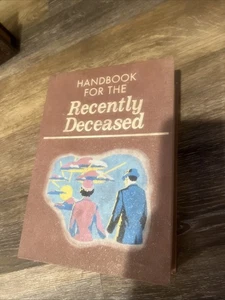 HANDBOOK
FOR THE
Recently
Deceased